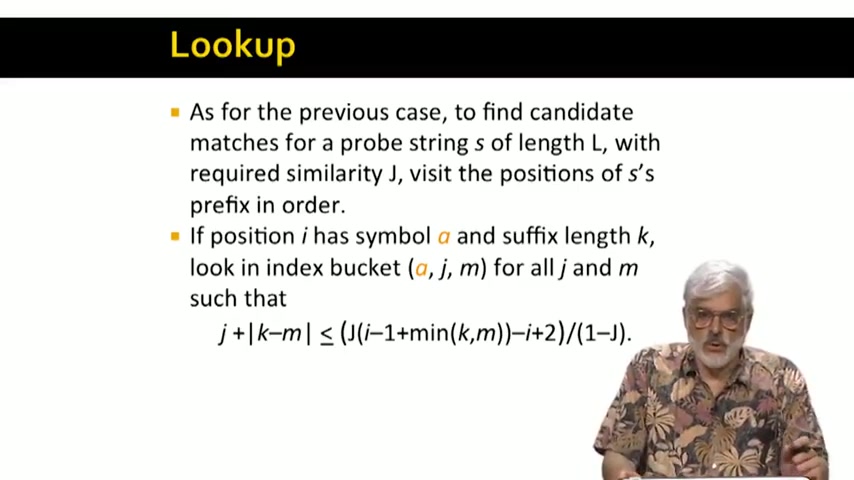 Lookup
As for the previous case, to find candidate
matches for a probe string s of length L, with
required similarity J, visit the positions of s's
prefix in order.
If position i has symbol a and suffix length k,
look in index bucket (a, j, m) for all j and m
such that
j +|k–m| ≤ (J(i–1+min(k,m))–i+2)/(1–J).